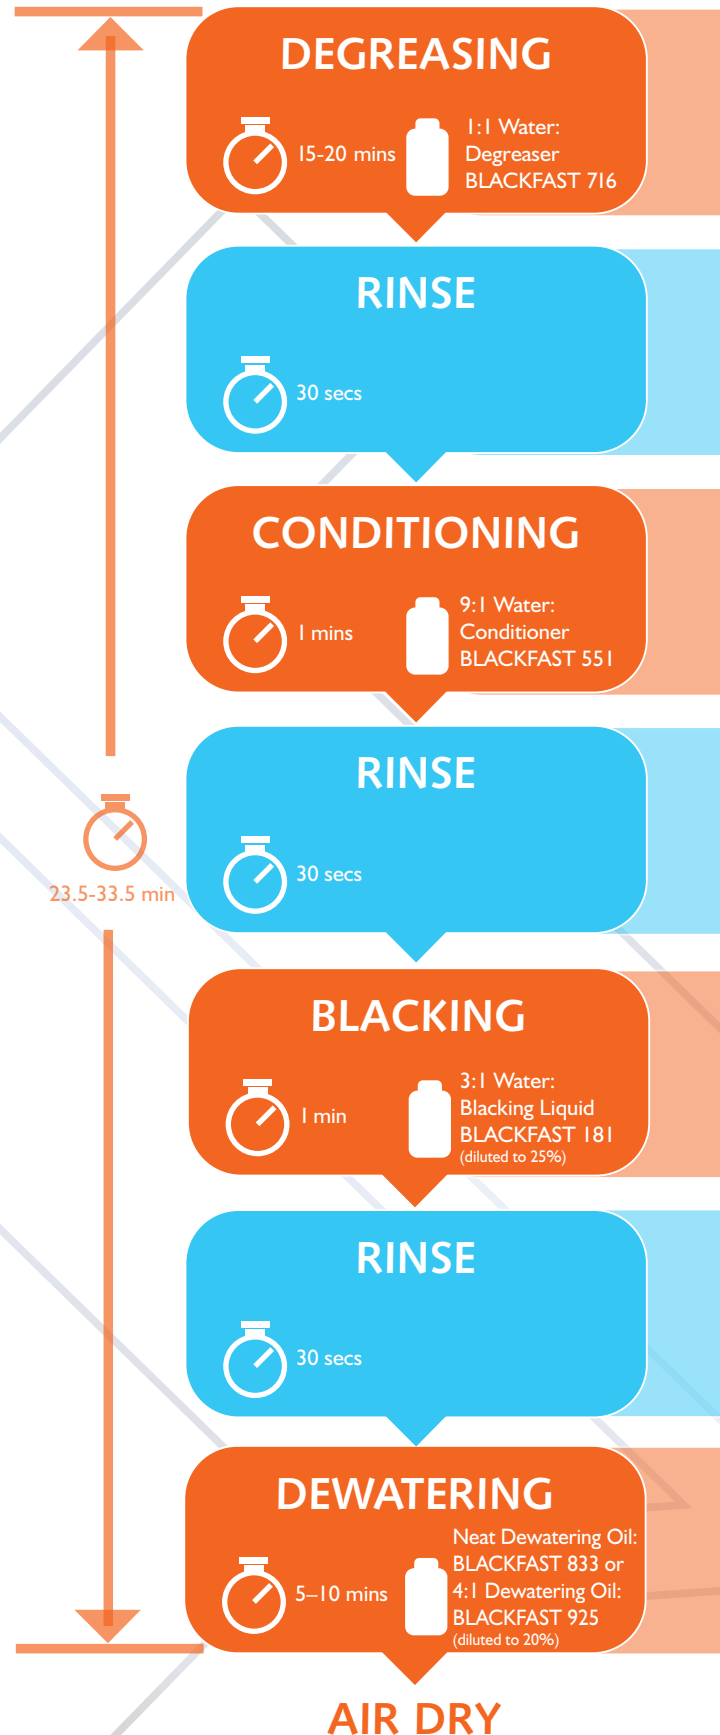 DEGREASING
15-20 mins
1:1 Water:
Degreaser
BLACKFAST 716
RINSE
30 secs
CONDITIONING
1 mins
9:1 Water:
Conditioner
BLACKFAST 551
RINSE
30 secs
23.5-33.5 min
BLACKING
1 min
3:1 Water:
Blacking Liquid
BLACKFAST 181
(diluted to 25%)
RINSE
30 secs
DEWATERING
5–10 mins
Neat Dewatering Oil:
BLACKFAST 833 or
4:1 Dewatering Oil:
BLACKFAST 925
(diluted to 20%)
AIR DRY